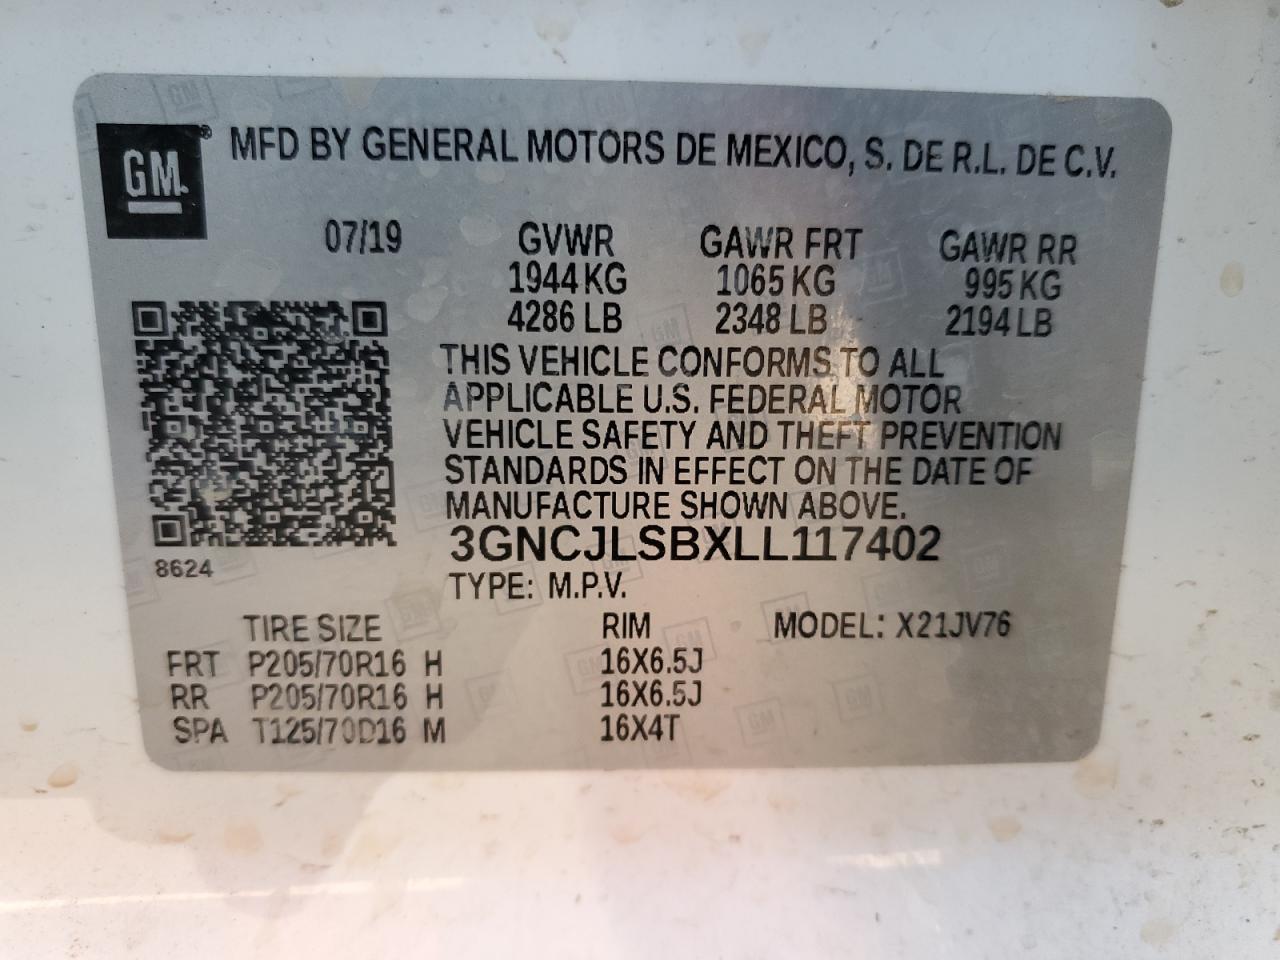 GM
® MFD BY GENERAL MOTORS DE MEXICO, S. DE R.L. DE C.V.
07/19 GVWR GAWR FRT GAWR RR
1944 KG 1065 KG 995 KG
4286 LB 2348 LB 2194 LB
THIS VEHICLE CONFORMS TO ALL
APPLICABLE U.S. FEDERAL MOTOR
VEHICLE SAFETY AND THEFT PREVENTION
STANDARDS IN EFFECT ON THE DATE OF
MANUFACTURE SHOWN ABOVE.
3GNCJLSBXLL117402
8624
TYPE: M.P.V.
TIRE SIZE RIM MODEL: X21JV76
FRT P205/70R16 H 16X6.5J
RR P205/70R16 H 16X6.5J
SPA T125/70D16 M 16X4T